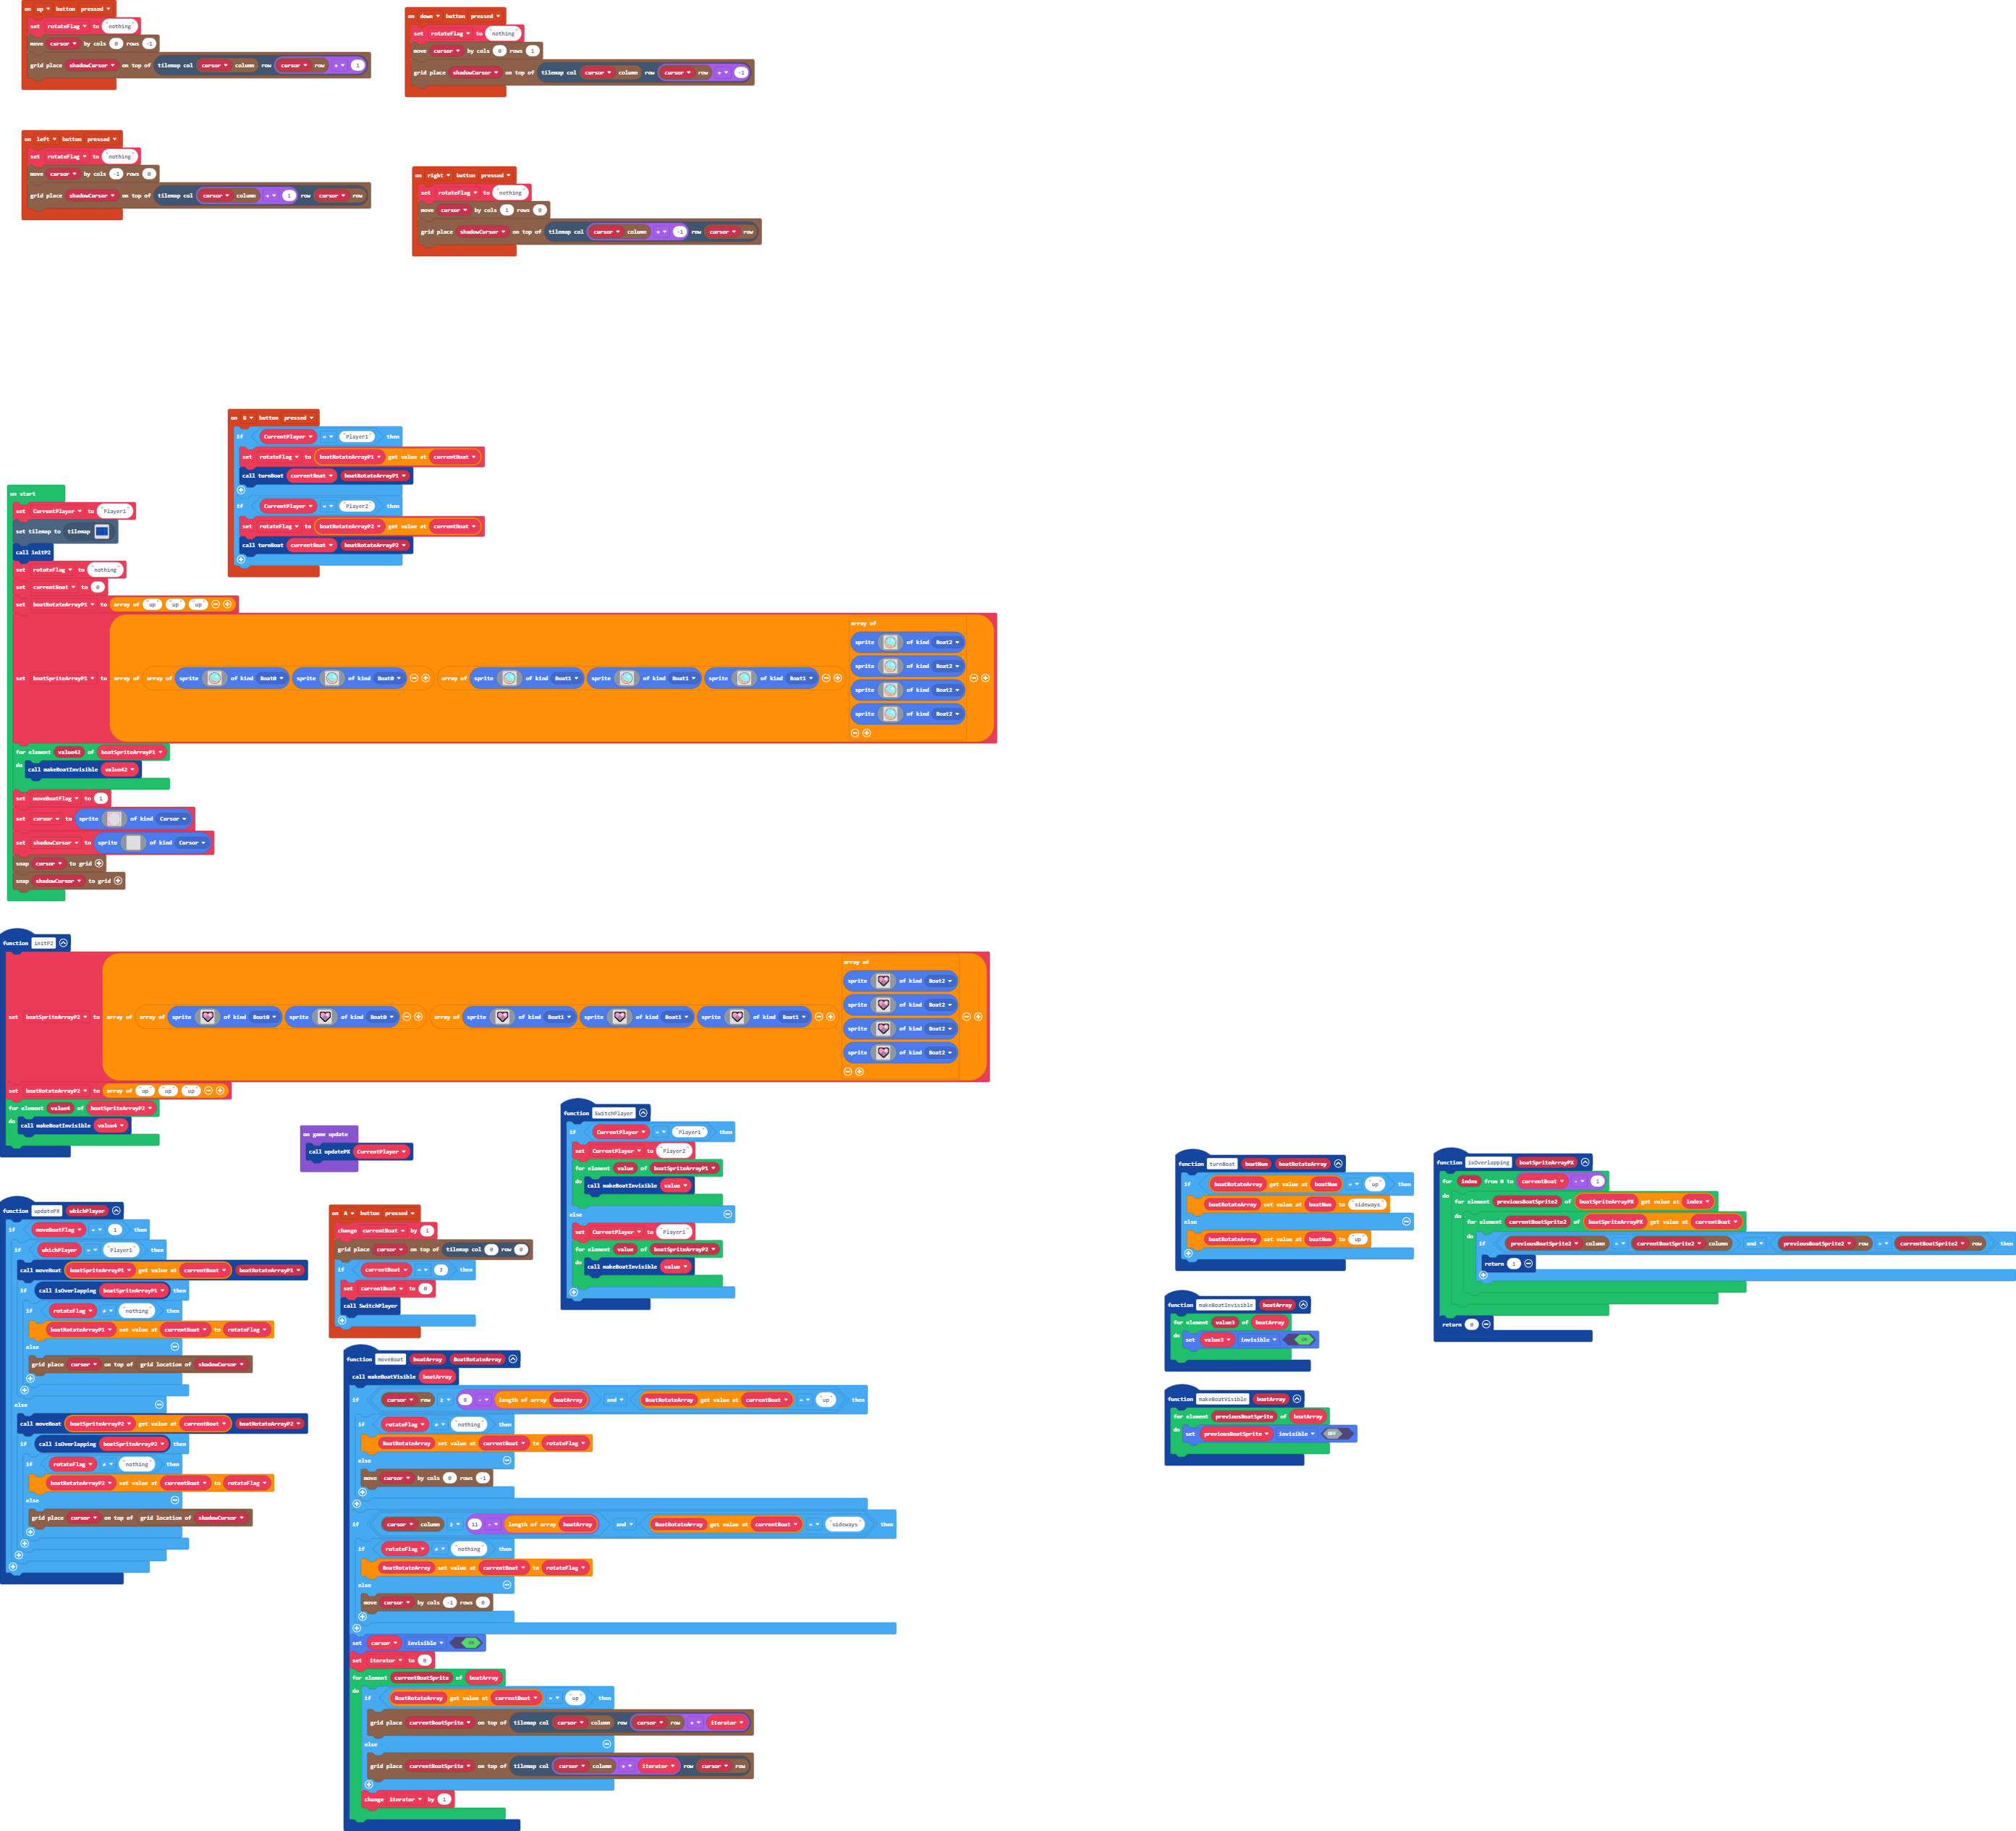 on up button pressed
set rotateFlag to "nothing"
move cursor by cols 0 rows -1
grid place shadowCursor on top of tilemap col cursor column row cursor row + 1
on down button pressed
set rotateFlag to "nothing"
move cursor by cols 0 rows 1
grid place shadowCursor on top of tilemap col cursor column row cursor row + -1
on left button pressed
set rotateFlag to "nothing"
move cursor by cols -1 rows 0
grid place shadowCursor on top of tilemap col cursor column + 1 row cursor row
on right button pressed
set rotateFlag to "nothing"
move cursor by cols 1 rows 0
grid place shadowCursor on top of tilemap col cursor column + -1 row cursor row
on B button pressed
if CurrentPlayer = "Player1" then
set rotateFlag to boatRotateArrayP1 get value at currentBoat
call turnBoat currentBoat boatRotateArrayP1
if CurrentPlayer = "Player2" then
set rotateFlag to boatRotateArrayP2 get value at currentBoat
call turnBoat currentBoat boatRotateArrayP2
on start
set CurrentPlayer to "Player1"
set tilemap to tilemap
call initP2
set rotateFlag to "nothing"
set currentBoat to 0
set boatRotateArrayP1 to array of "up" "up" "up"
set boatSpriteArrayP1 to array of array of sprite of kind Boat0 sprite of kind Boat0 array of sprite of kind Boat1 sprite of kind Boat1 sprite of kind Boat1
array of
sprite of kind Boat2
sprite of kind Boat2
sprite of kind Boat2
sprite of kind Boat2
for element value42 of boatSpriteArrayP1
do call makeBoatInvisible value42
set moveBoatFlag to 1
set cursor to sprite of kind Cursor
set shadowCursor to sprite of kind Cursor
snap cursor to grid
snap shadowCursor to grid
function initP2
set boatSpriteArrayP2 to array of array of sprite of kind Boat0 sprite of kind Boat0 array of sprite of kind Boat1 sprite of kind Boat1 sprite of kind Boat1
array of
sprite of kind Boat2
sprite of kind Boat2
sprite of kind Boat2
sprite of kind Boat2
set boatRotateArrayP2 to array of "up" "up" "up"
for element value4 of boatSpriteArrayP2
do call makeBoatInvisible value4
on game update
call updatePX CurrentPlayer
function SwitchPlayer
if CurrentPlayer = "Player1" then
set CurrentPlayer to "Player2"
for element value of boatSpriteArrayP1
do call makeBoatInvisible value
else
set CurrentPlayer to "Player1"
for element value of boatSpriteArrayP2
do call makeBoatInvisible value
function turnBoat boatNum boatRotateArray
if boatRotateArray get value at boatNum = "up" then
boatRotateArray set value at boatNum to "sideways"
else
boatRotateArray set value at boatNum to "up"
function isOverlapping boatSpriteArrayPX
for index from 0 to currentBoat - 1
do for element previousBoatSprite2 of boatSpriteArrayPX get value at index
do for element currentBoatSprite2 of boatSpriteArrayPX get value at currentBoat
do if previousBoatSprite2 column = currentBoatSprite2 column and previousBoatSprite2 row = currentBoatSprite2 row then
return 1
return 0
function updatePX whichPlayer
if moveBoatFlag = 1 then
if whichPlayer = "Player1" then
call moveBoat boatSpriteArrayP1 get value at currentBoat boatRotateArrayP1
if call isOverlapping boatSpriteArrayP1 then
if rotateFlag ≠ "nothing" then
boatRotateArrayP1 set value at currentBoat to rotateFlag
else
grid place cursor on top of grid location of shadowCursor
else
call moveBoat boatSpriteArrayP2 get value at currentBoat boatRotateArrayP2
if call isOverlapping boatSpriteArrayP2 then
if rotateFlag ≠ "nothing" then
boatRotateArrayP2 set value at currentBoat to rotateFlag
else
grid place cursor on top of grid location of shadowCursor
on A button pressed
change currentBoat by 1
grid place cursor on top of tilemap col 0 row 0
if currentBoat = 3 then
set currentBoat to 0
call SwitchPlayer
function makeBoatInvisible boatArray
for element value3 of boatArray
do set value3 invisible ON
function makeBoatVisible boatArray
for element previousBoatSprite of boatArray
do set previousBoatSprite invisible OFF
function moveBoat boatArray BoatRotateArray
call makeBoatVisible boatArray
if cursor row ≥ 8 - length of array boatArray and BoatRotateArray get value at currentBoat = "up" then
if rotateFlag ≠ "nothing" then
BoatRotateArray set value at currentBoat to rotateFlag
else
move cursor by cols 0 rows -1
if cursor column ≥ 11 - length of array boatArray and BoatRotateArray get value at currentBoat = "sideways" then
if rotateFlag ≠ "nothing" then
BoatRotateArray set value at currentBoat to rotateFlag
else
move cursor by cols -1 rows 0
set cursor invisible ON
set iterator to 0
for element currentBoatSprite of boatArray
do if BoatRotateArray get value at currentBoat = "up" then
grid place currentBoatSprite on top of tilemap col cursor column row cursor row + iterator
else
grid place currentBoatSprite on top of tilemap col cursor column + iterator row cursor row
change iterator by 1